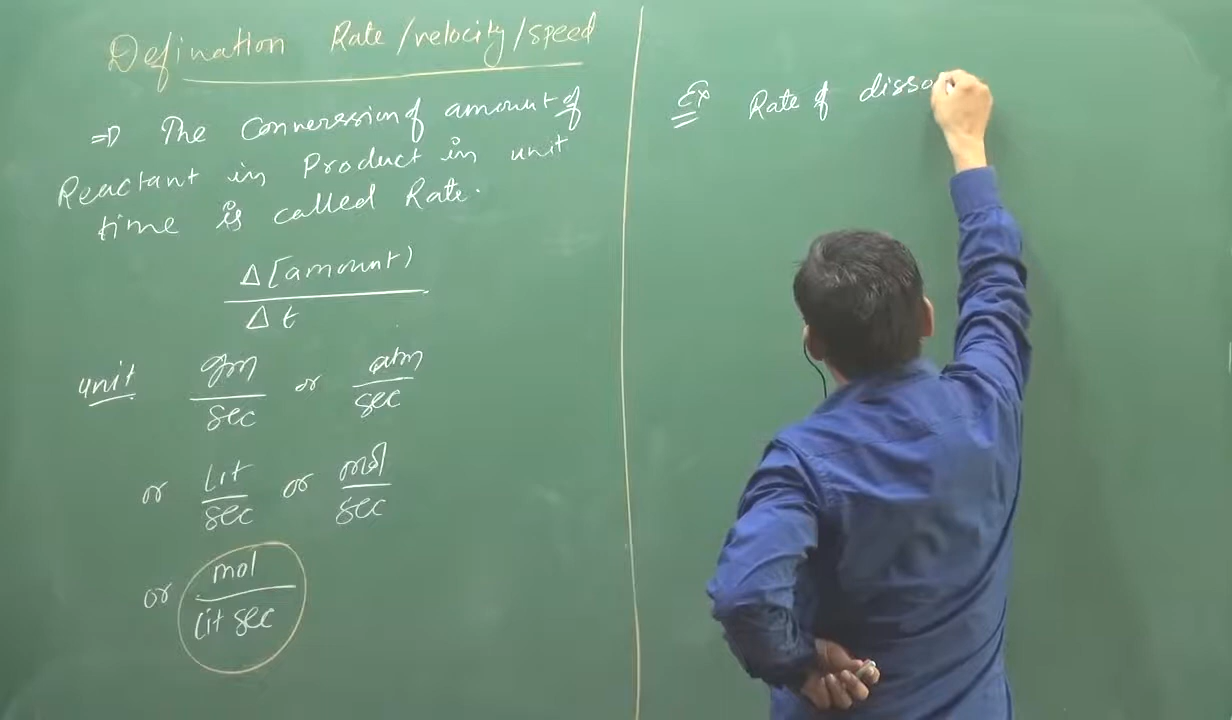 Defination Rate/velocity/speed
⇒ The Conversion of amount of
Reactant in Product in unit
time is called Rate.
Δ[amount)
Δt
unit gm/sec or atm/sec
or Lit/sec or mol/sec
or mol/lit sec
Ex Rate of disso